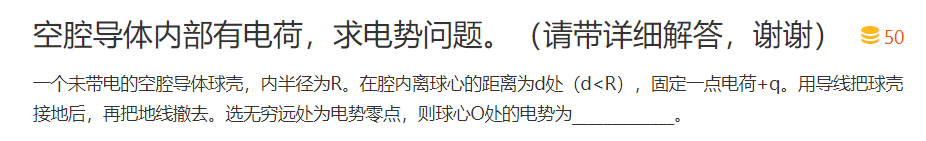 空腔导体内部有电荷，求电势问题。（请带详细解答，谢谢） 50
一个未带电的空腔导体球壳，内半径为R。在腔内离球心的距离为d处（d<R），固定一点电荷+q。用导线把球壳
接地后，再把地线撤去。选无穷远处为电势零点，则球心O处的电势为____________。